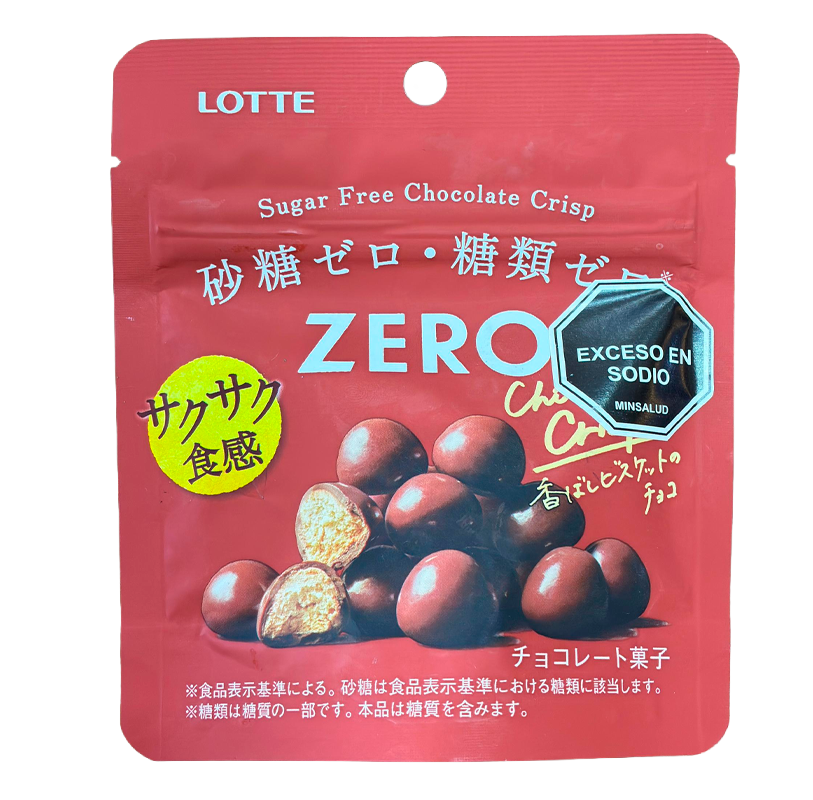 LOTTE
Sugar Free Chocolate Crisp
砂糖ゼロ・糖類ゼロ※
ZERO
EXCESO EN
SODIO
MINSALUD
サクサク
食感
香ばしビスケットの
チョコ
チョコレート菓子
※食品表示基準による。砂糖は食品表示基準における糖類に該当します。
※糖類は糖質の一部です。本品は糖質を含みます。